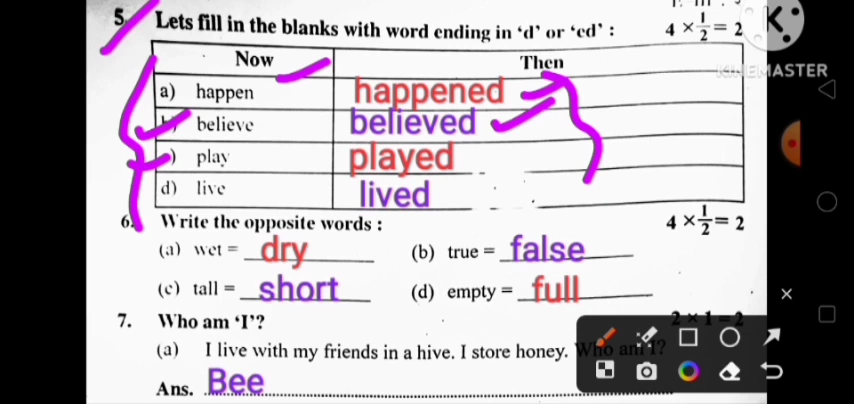 5. Lets fill in the blanks with word ending in ‘d’ or ‘ed’ : 4 × 1/2 = 2
KINEMASTER
Now Then
a) happen happened
believe believed
play played
d) live lived
6. Write the opposite words : 4 × 1/2 = 2
(a) wet = dry (b) true = false
(c) tall = short (d) empty = full
7. Who am ‘I’? 2 × 1 = 2
(a) I live with my friends in a hive. I store honey. Who am I?
Ans. Bee